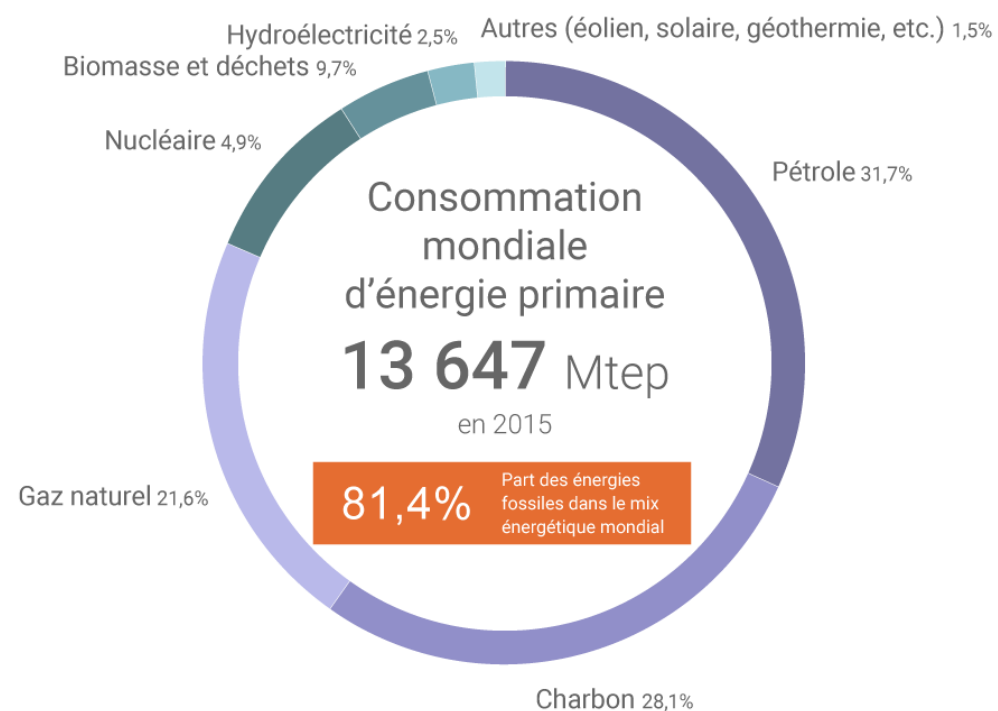 Hydroélectricité 2,5%
Autres (éolien, solaire, géothermie, etc.) 1,5%
Biomasse et déchets 9,7%
Nucléaire 4,9%
Pétrole 31,7%
Consommation
mondiale
d’énergie primaire
13 647 Mtep
en 2015
81,4%
Part des énergies
fossiles dans le mix
énergétique mondial
Gaz naturel 21,6%
Charbon 28,1%